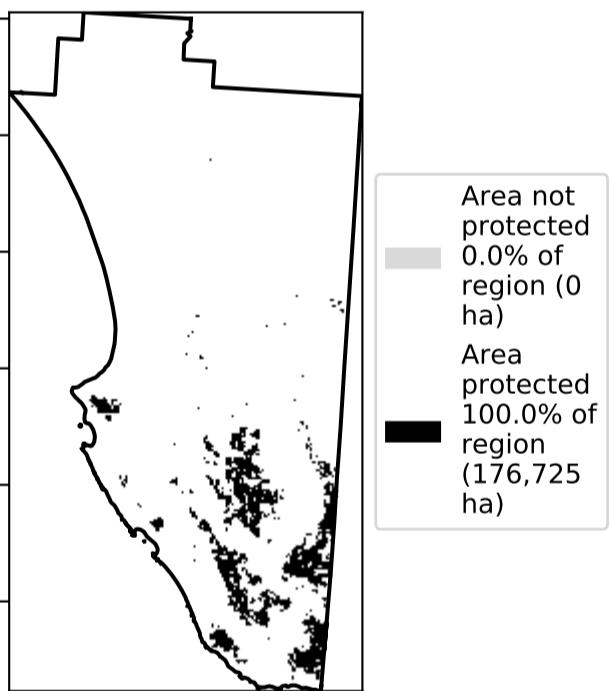 Area not
protected
0.0% of
region (0
ha)
Area
protected
100.0% of
region
(176,725
ha)